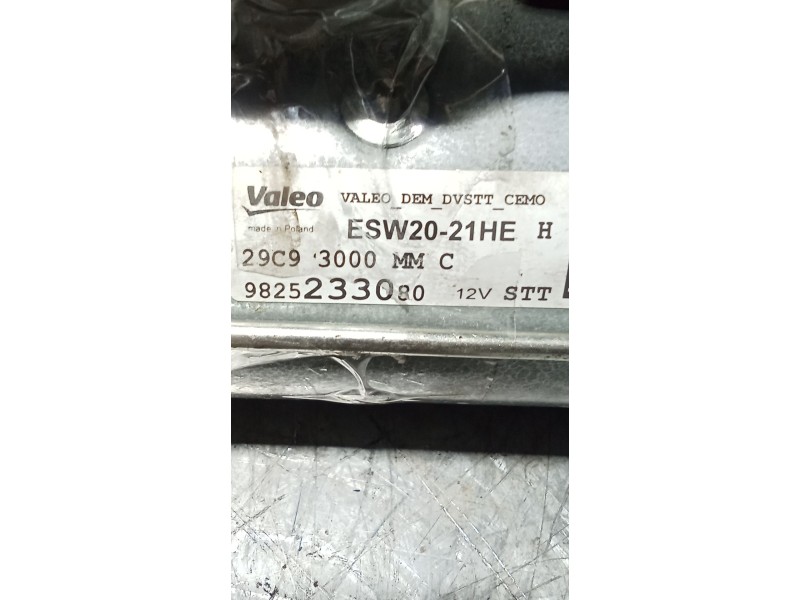 Valeo VALEO_DEM_DVSTT_CEMO
made in Poland ESW20-21HE H
29C9 3000 MM C
9825233080 12V STT